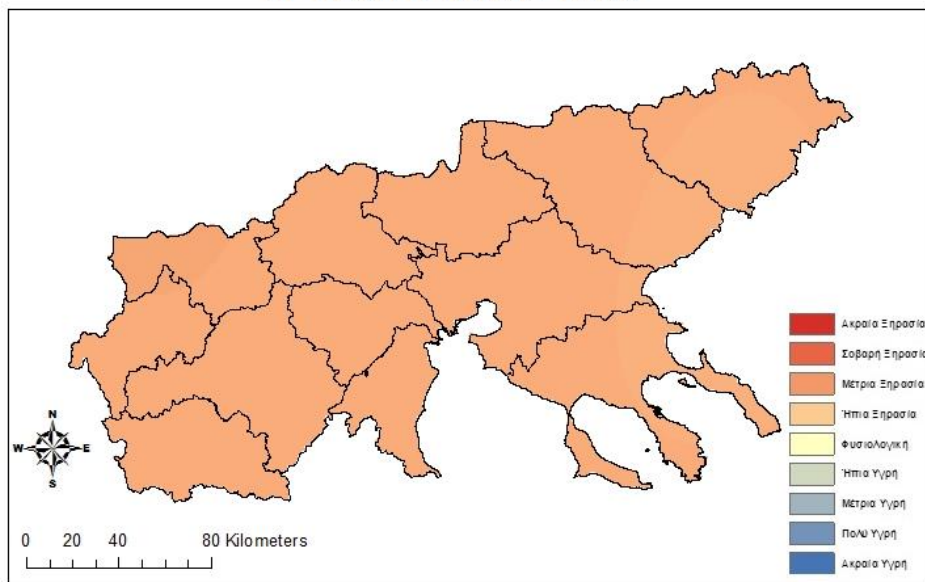 Ακραία Ξηρασία
Σοβαρή Ξηρασία
Μέτρια Ξηρασία
Ήπια Ξηρασία
Φυσιολογική
Ήπια Υγρή
Μέτρια Υγρή
Πολύ Υγρή
Ακραία Υγρή
N
W E
S
0 20 40 80 Kilometers